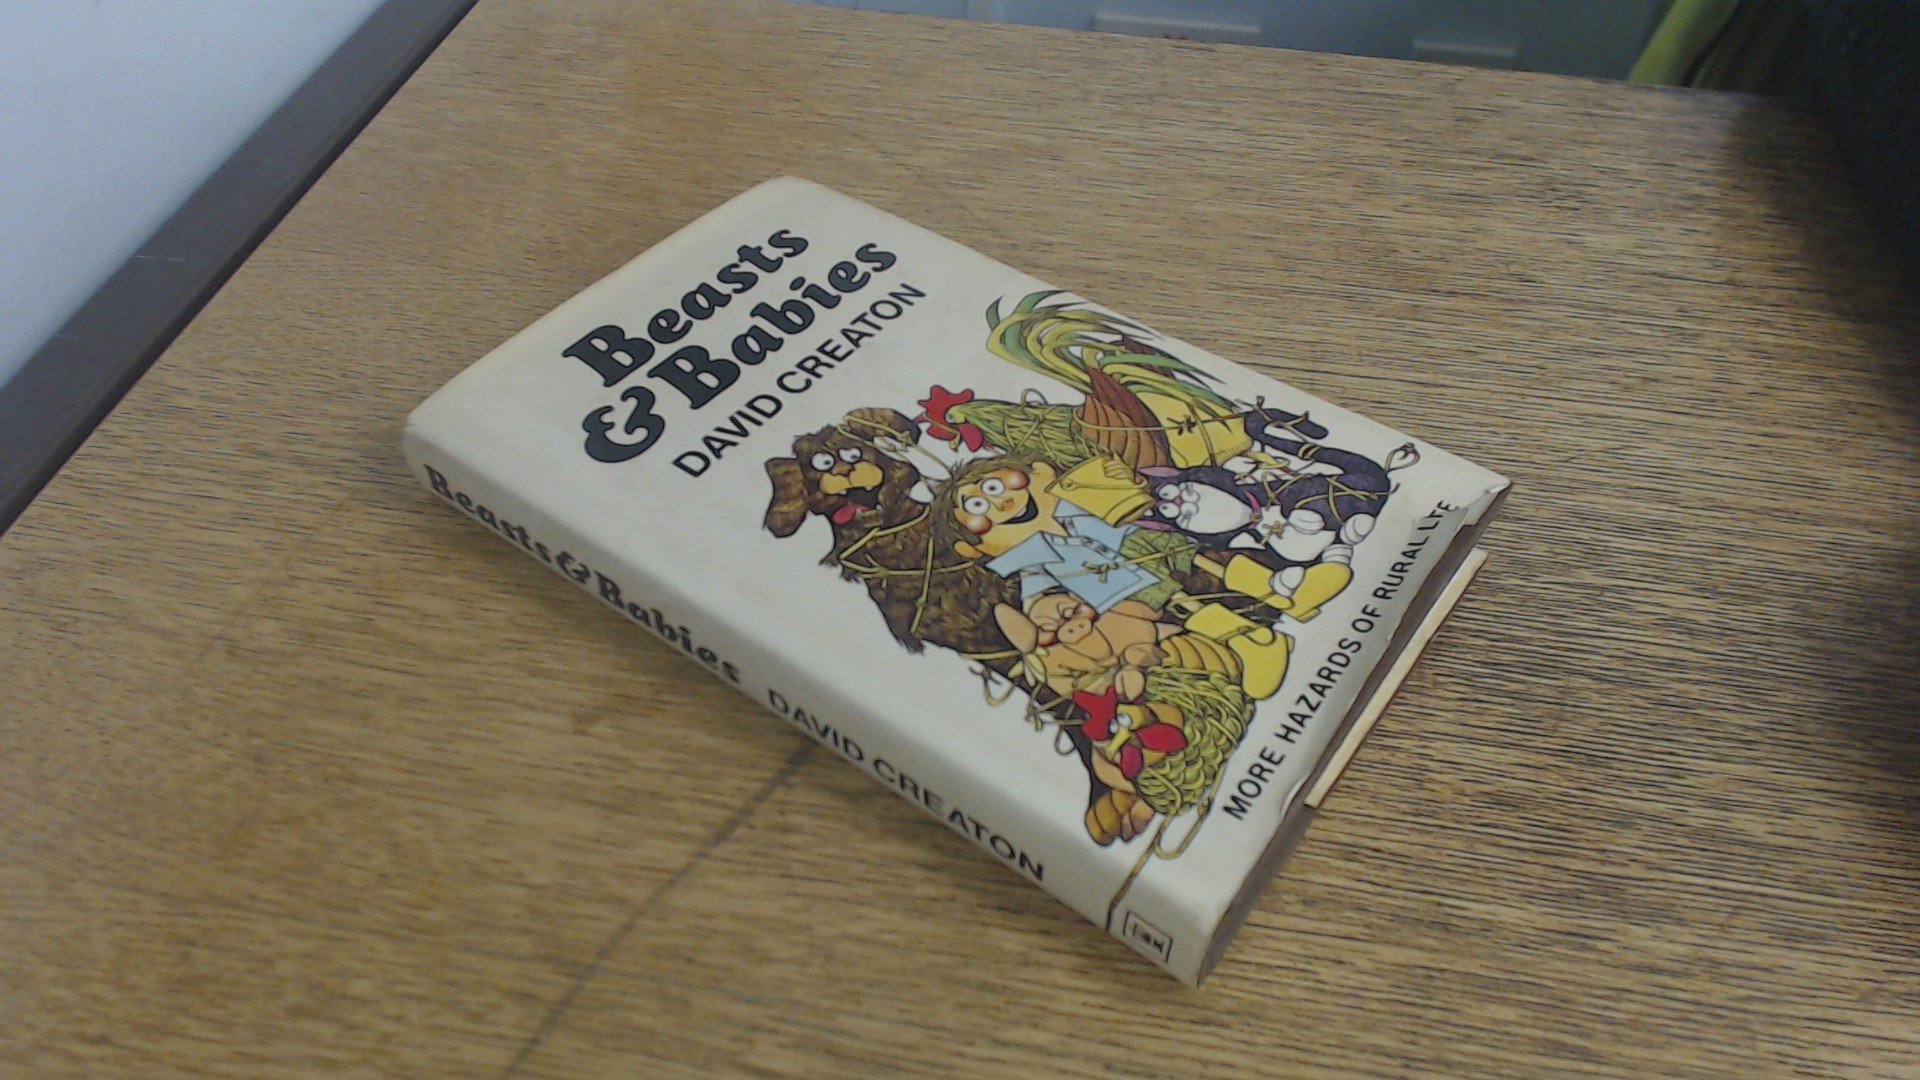 Beasts
& Babies
DAVID CREATON
MORE HAZARDS OF RURAL LIFE
Beasts & Babies DAVID CREATON